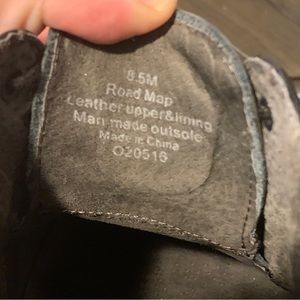 8.5M
Road Map
Leather upper&lining
Man made outsole
Made in China
O20516